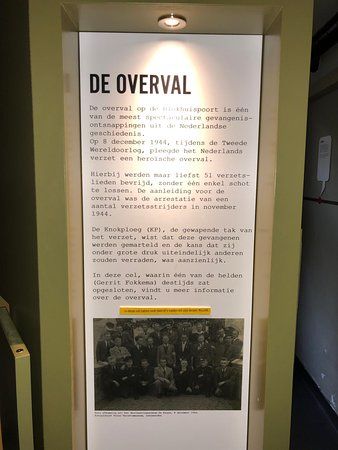 DE OVERVAL
De overval op de Blokhuispoort is één
van de meest spectaculaire gevangenis-
ontsnappingen uit de Nederlandse
geschiedenis.
Op 8 december 1944, tijdens de Tweede
Wereldoorlog, pleegde het Nederlands
verzet een heroïsche overval.
Hierbij werden maar liefst 51 verzets-
lieden bevrijd, zonder één enkel schot
te lossen. De aanleiding voor de
overval was de arrestatie van een
aantal verzetsstrijders in november
1944.
De Knokploeg (KP), de gewapende tak van
het verzet, wist dat deze gevangenen
werden gemarteld en de kans dat zij
onder grote druk uiteindelijk anderen
zouden verraden, was aanzienlijk.
In deze cel, waarin één van de helden
(Gerrit Fokkema) destijds zat
opgesloten, vindt u meer informatie
over de overval.